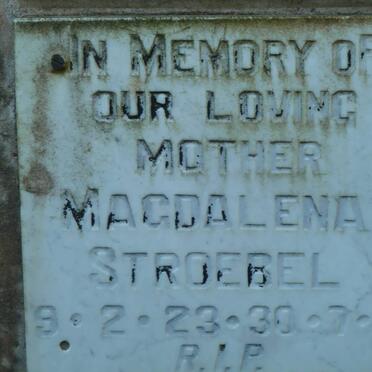 IN MEMORY OF
OUR LOVING
MOTHER
MAGDALENA
STROEBEL
9·2·23·30·7·
R.I.P.